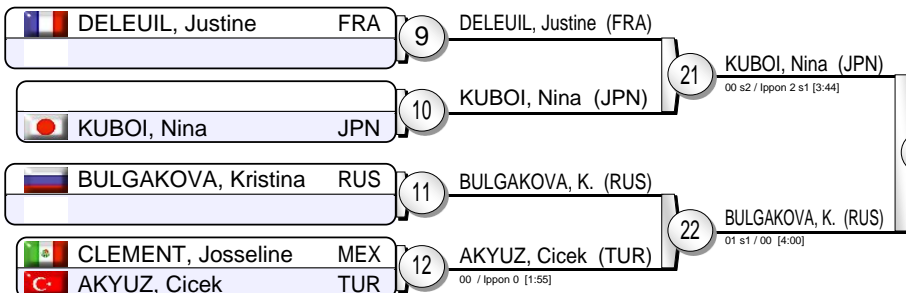 DELEUIL, Justine FRA
9
DELEUIL, Justine (FRA)
21
KUBOI, Nina (JPN)
00 s2 / Ippon 2 s1 [3:44]
10
KUBOI, Nina (JPN)
KUBOI, Nina JPN
BULGAKOVA, Kristina RUS
11
BULGAKOVA, K. (RUS)
22
BULGAKOVA, K. (RUS)
01 s1 / 00 [4:00]
CLEMENT, Josseline MEX
12
AKYUZ, Cicek (TUR)
00 / Ippon 0 [1:55]
AKYUZ, Cicek TUR